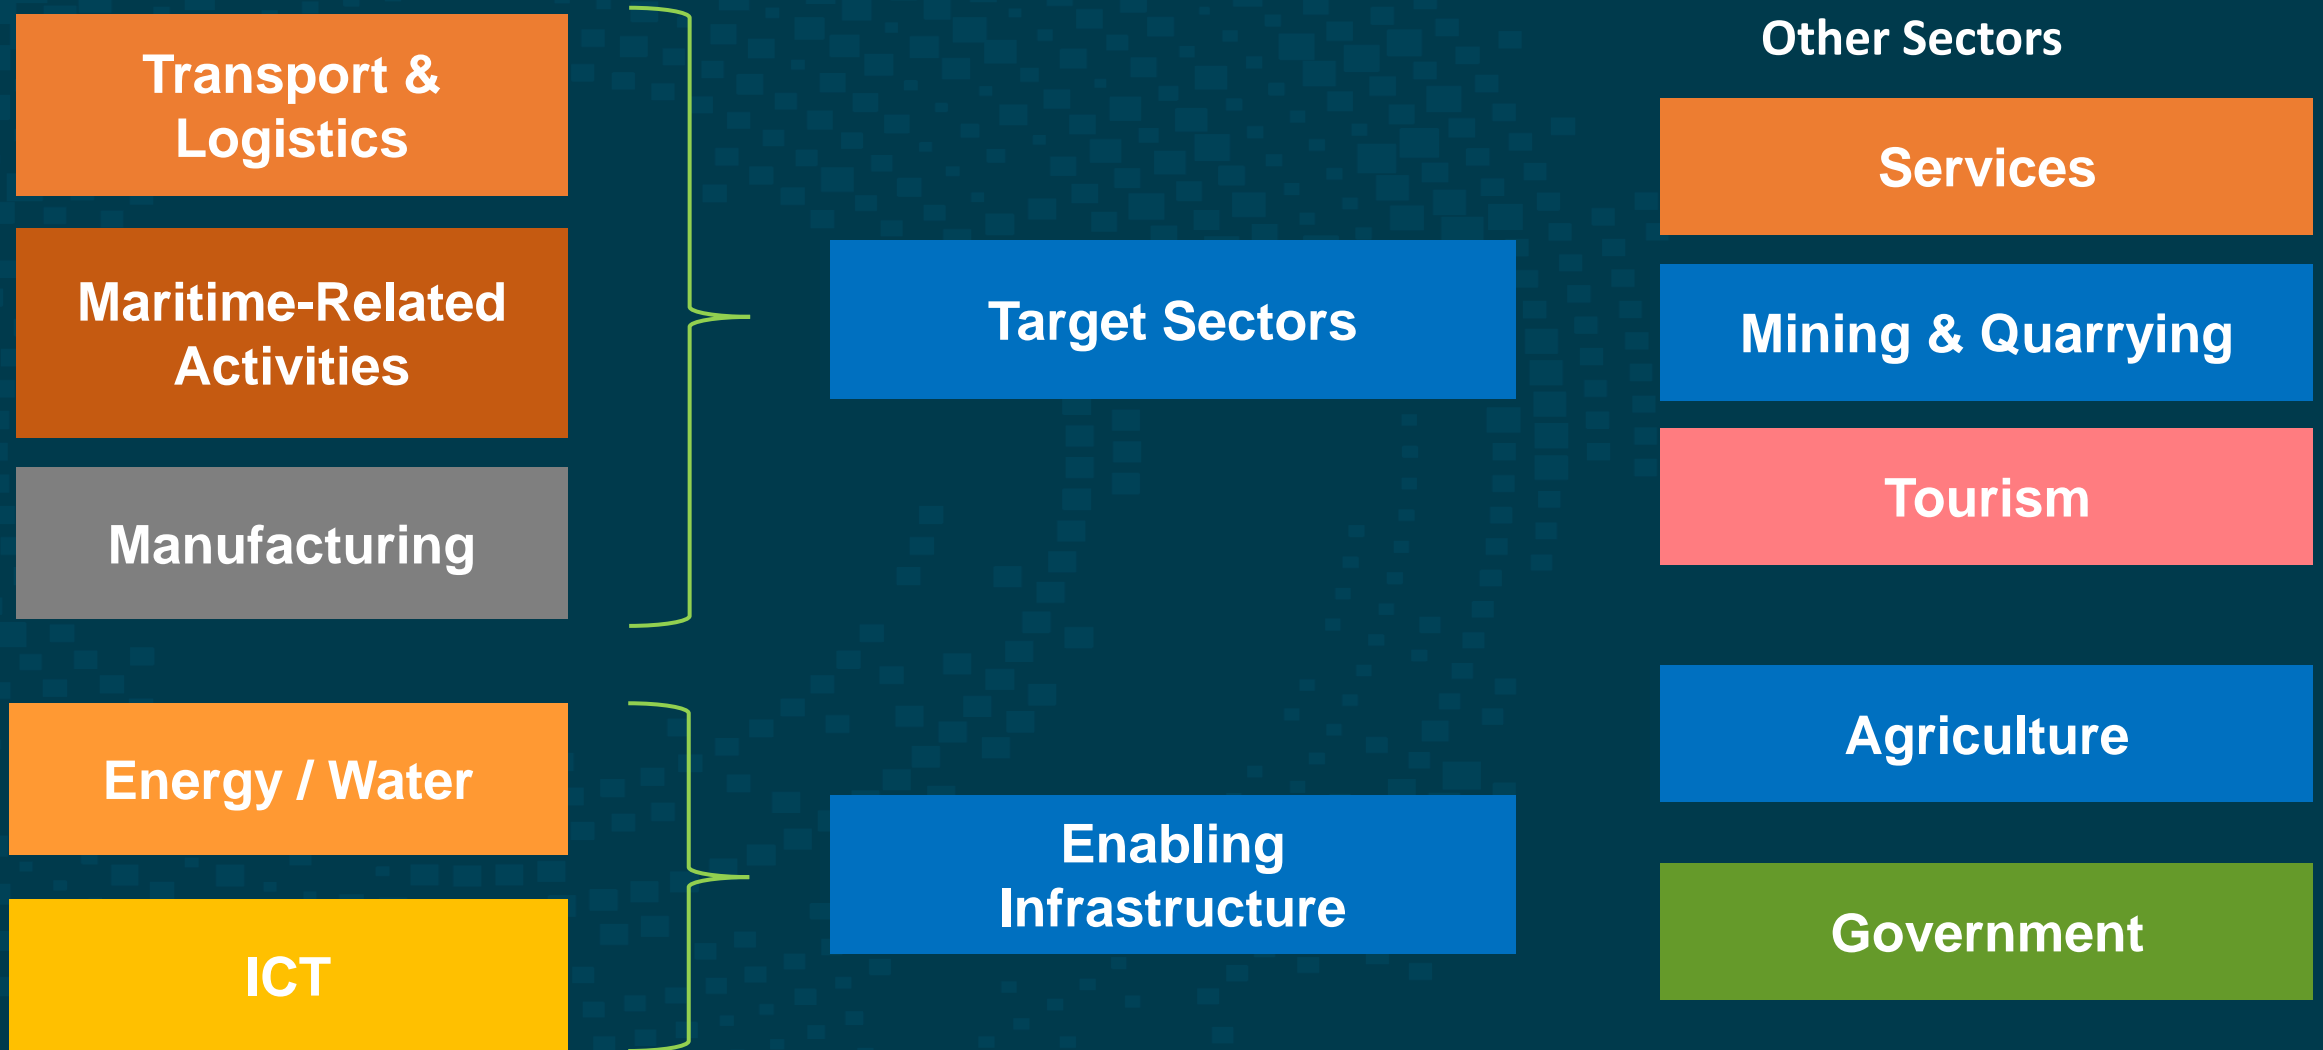 Transport &
Logistics
Maritime-Related
Activities
Manufacturing
Energy / Water
ICT
Target Sectors
Enabling
Infrastructure
Other Sectors
Services
Mining & Quarrying
Tourism
Agriculture
Government